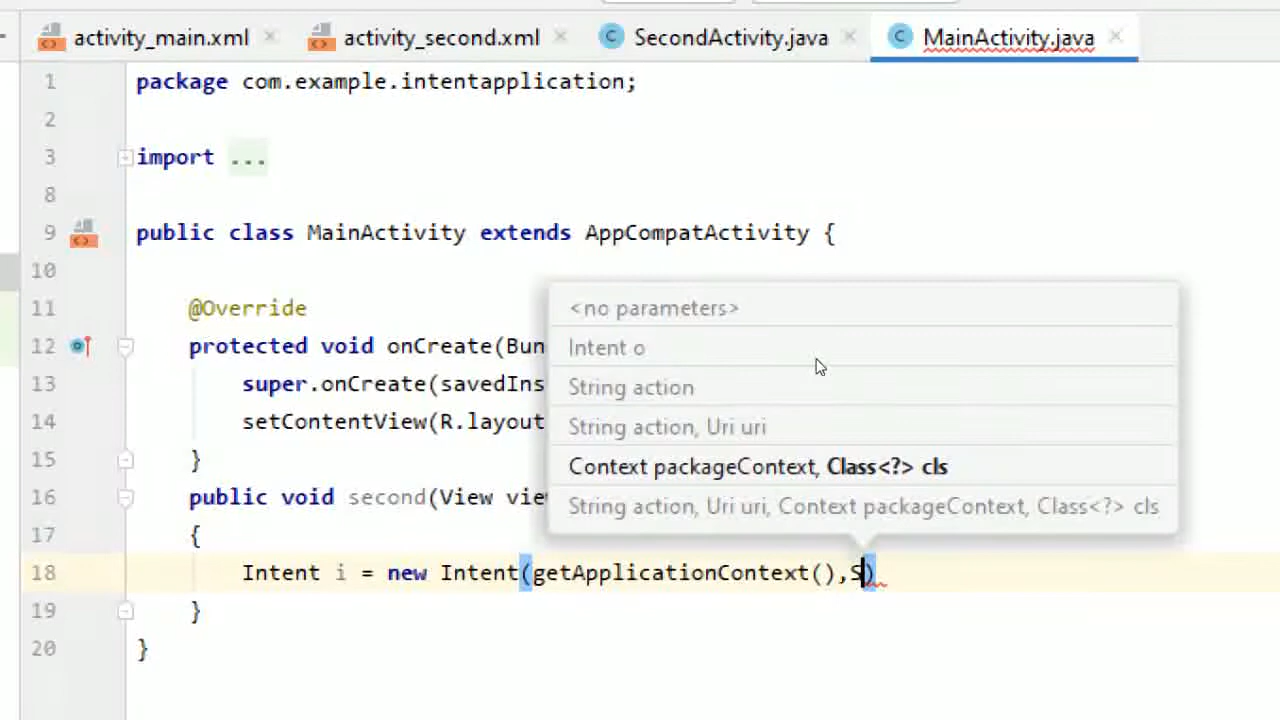 activity_main.xml activity_second.xml SecondActivity.java MainActivity.java
1 package com.example.intentapplication;
2
3 import ...
8
9 public class MainActivity extends AppCompatActivity {
10
11 @Override
12 protected void onCreate(Bun
13 super.onCreate(savedIns
14 setContentView(R.layout
15 }
16 public void second(View vie
17 {
18 Intent i = new Intent(getApplicationContext(),S)
19 }
20 }
<no parameters>
Intent o
String action
String action, Uri uri
Context packageContext, Class<?> cls
String action, Uri uri, Context packageContext, Class<?> cls